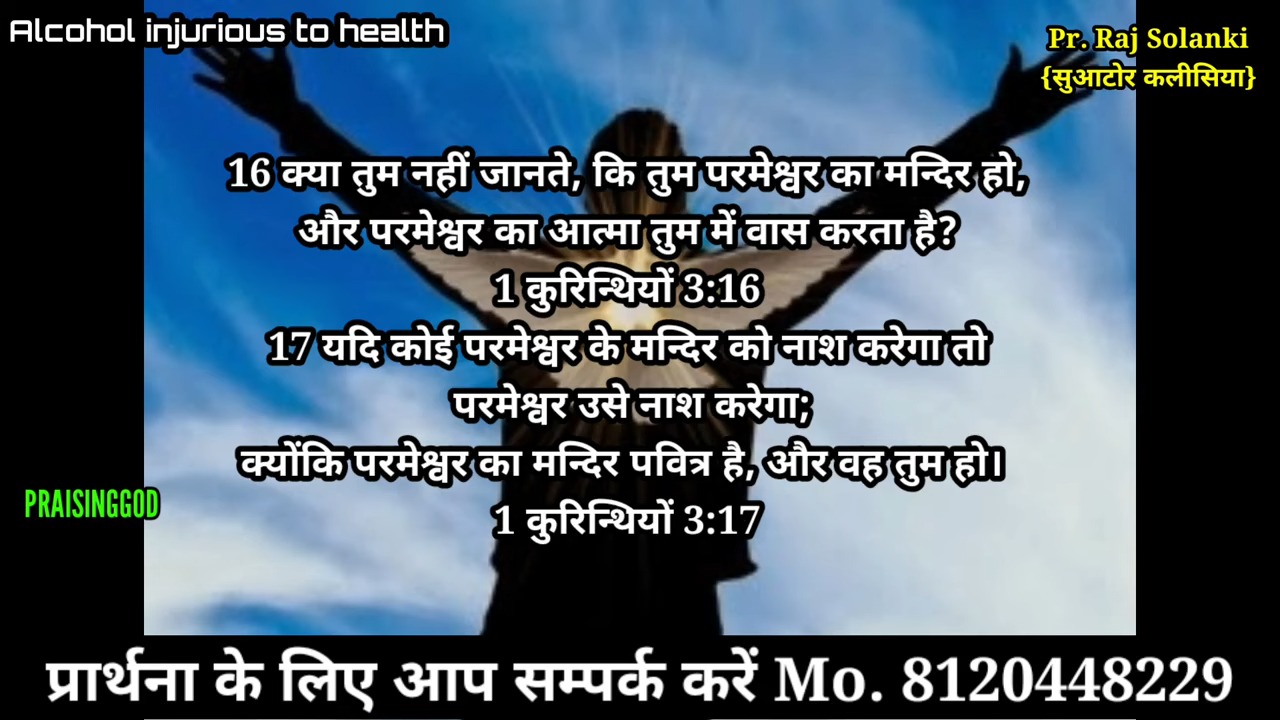 Alcohol injurious to health
Pr. Raj Solanki
{सुआटोर कलीसिया}
16 क्या तुम नहीं जानते, कि तुम परमेश्वर का मन्दिर हो,
और परमेश्वर का आत्मा तुम में वास करता है?
1 कुरिन्थियों 3:16
17 यदि कोई परमेश्वर के मन्दिर को नाश करेगा तो
परमेश्वर उसे नाश करेगा;
क्योंकि परमेश्वर का मन्दिर पवित्र है, और वह तुम हो।
PRAISINGGOD
1 कुरिन्थियों 3:17
प्रार्थना के लिए आप सम्पर्क करें Mo. 8120448229